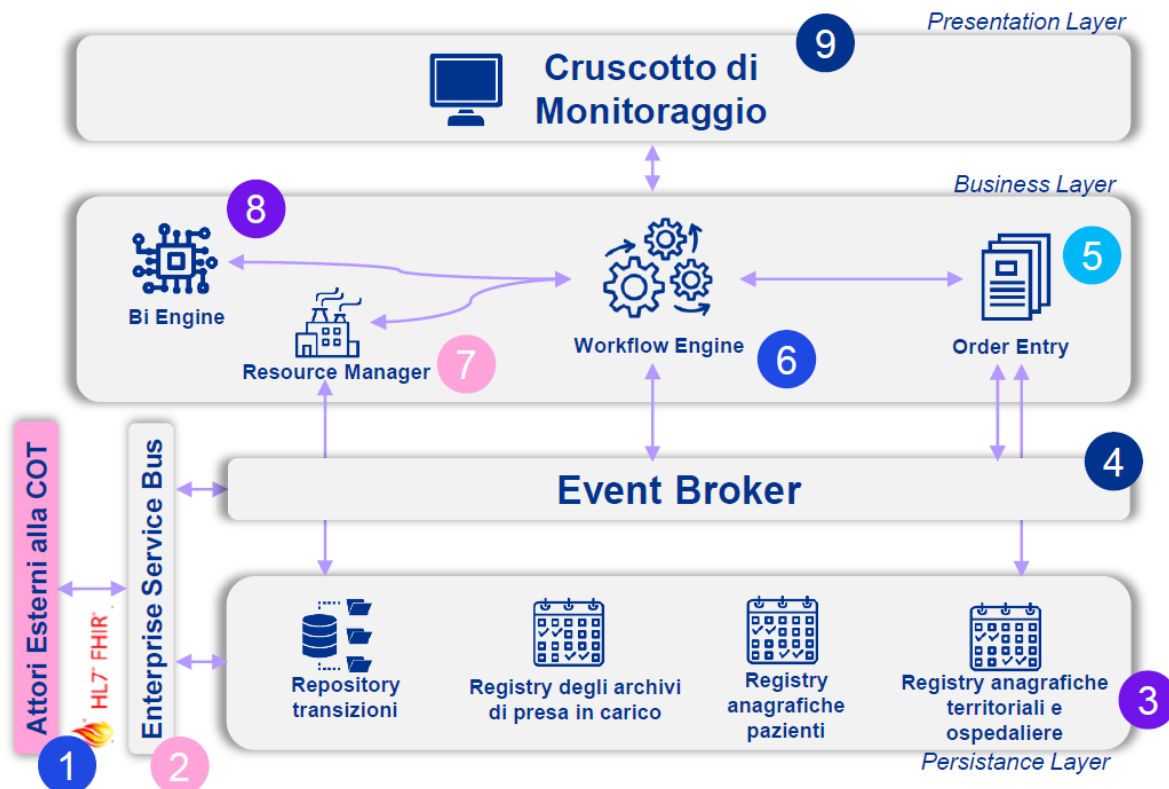 Presentation Layer
9
Cruscotto di
Monitoraggio
Business Layer
8
5
Bi Engine
Resource Manager
7
Workflow Engine
6
Order Entry
Attori Esterni alla COT
1
HL7® FHIR®
Enterprise Service Bus
2
4
Event Broker
Repository
transizioni
Registry degli archivi
di presa in carico
Registry
anagrafiche
pazienti
Registry anagrafiche
territoriali e
ospedaliere
3
Persistance Layer